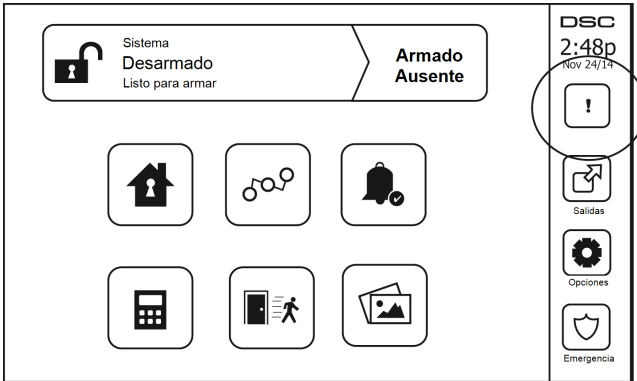 Sistema
Desarmado
Listo para armar
Armado
Ausente
DSC
2:48p
Nov 24/14
!
Salidas
Opciones
Emergencia